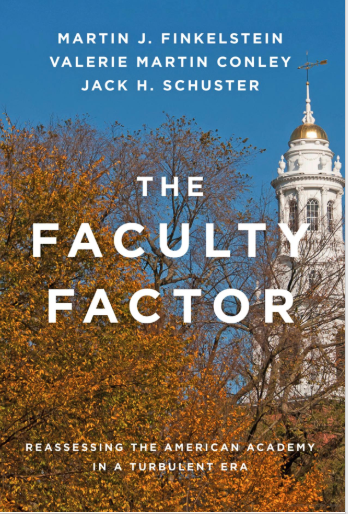 MARTIN J. FINKELSTEIN
VALERIE MARTIN CONLEY
JACK H. SCHUSTER
THE
FACULTY
FACTOR
REASSESSING THE AMERICAN ACADEMY
IN A TURBULENT ERA